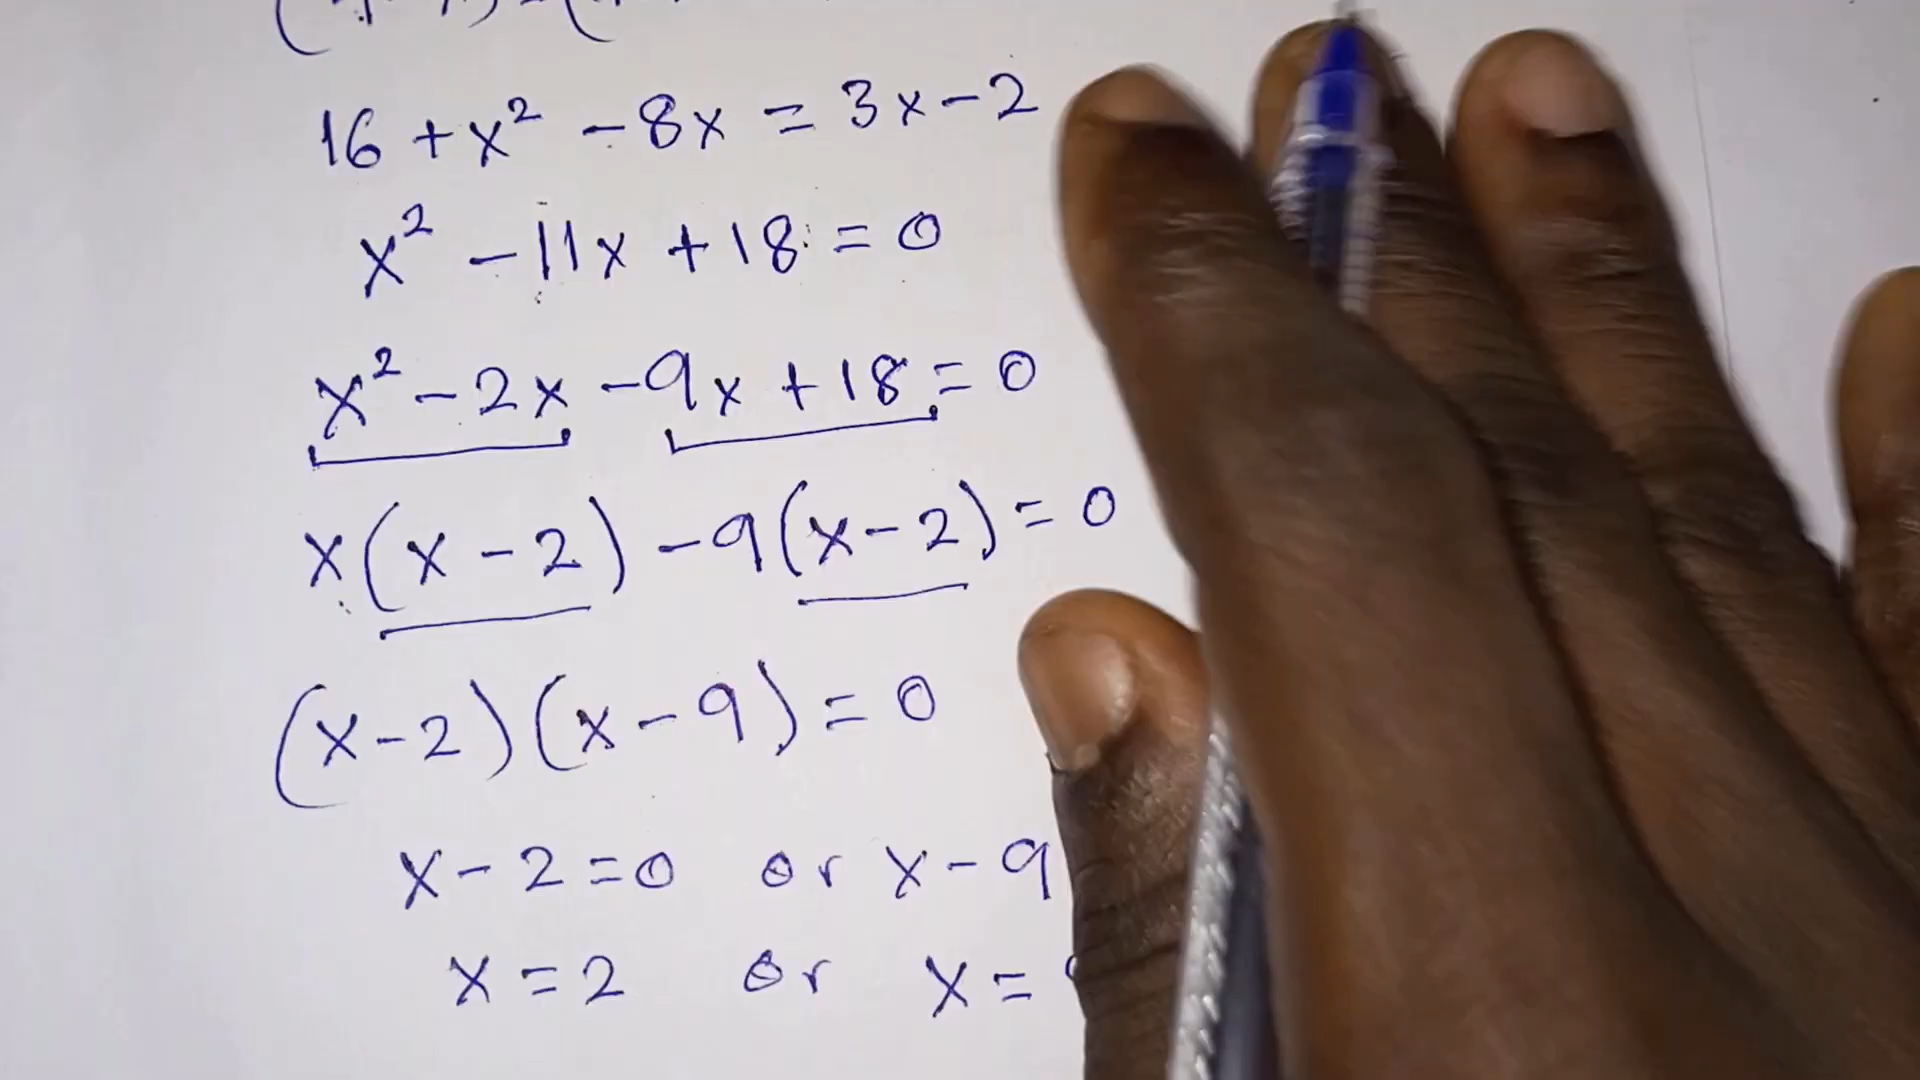 16 + x² - 8x = 3x - 2
x² - 11x + 18 = 0
x² - 2x - 9x + 18 = 0
x(x - 2) - 9(x - 2) = 0
(x - 2)(x - 9) = 0
x - 2 = 0 or x - 9
x = 2 or x =